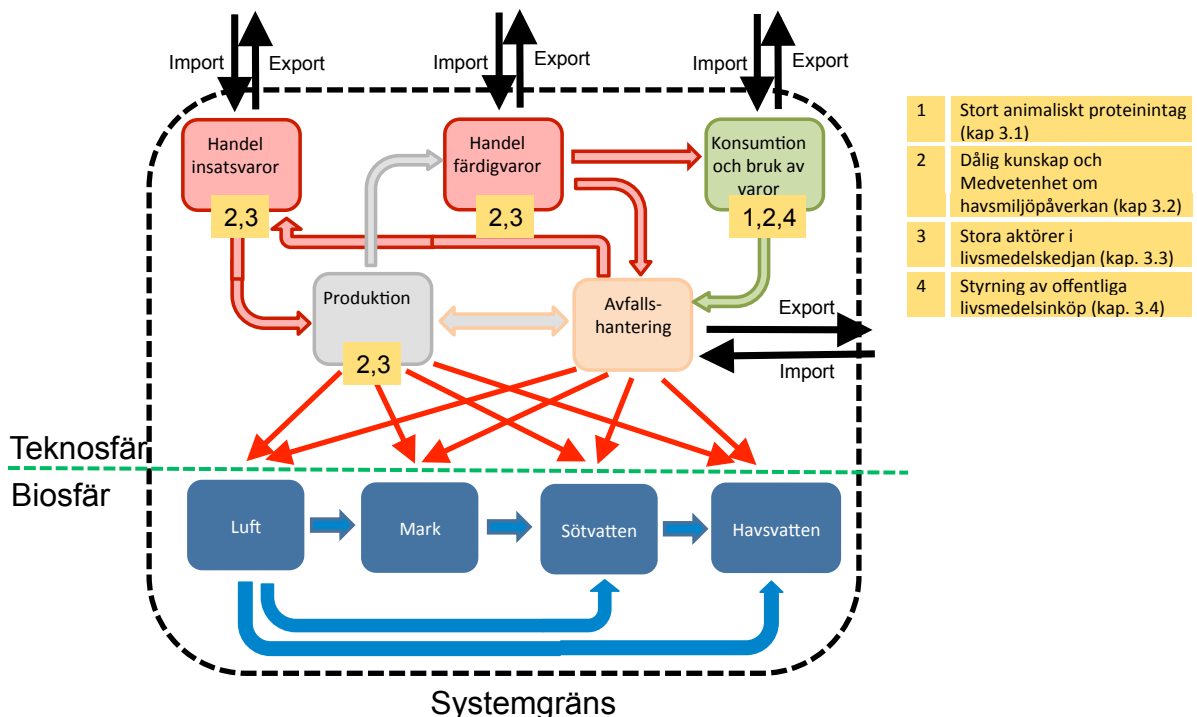 Import
Export
Import
Export
Import
Export
Handel
insatsvaror
2,3
Handel
färdigvaror
2,3
Konsumtion
och bruk av
varor
1,2,4
Produktion
2,3
Avfalls-
hantering
Export
Import
Teknosfär
Biosfär
Luft
Mark
Sötvatten
Havsvatten
Systemgräns
1 Stort animaliskt proteinintag
(kap 3.1)
2 Dålig kunskap och
Medvetenhet om
havsmiljöpåverkan (kap 3.2)
3 Stora aktörer i
livsmedelskedjan (kap. 3.3)
4 Styrning av offentliga
livsmedelsinköp (kap. 3.4)